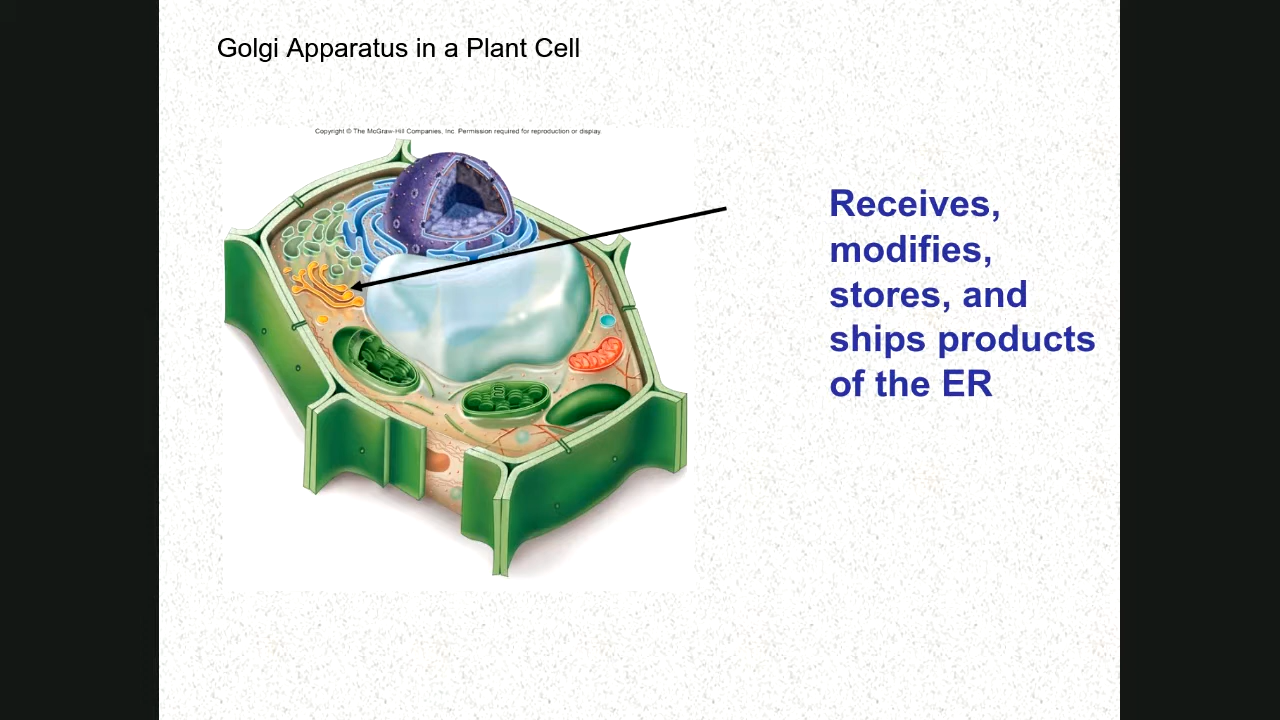 Golgi Apparatus in a Plant Cell
Copyright © The McGraw-Hill Companies, Inc. Permission required for reproduction or display.
Receives,
modifies,
stores, and
ships products
of the ER